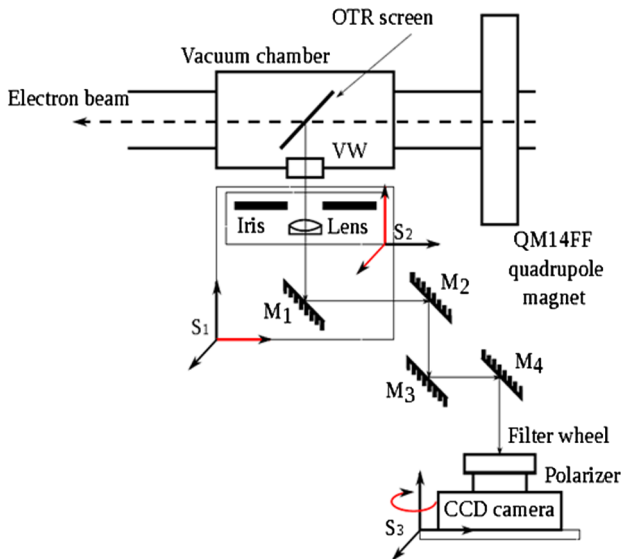 OTR screen
Vacuum chamber
Electron beam
VW
Iris
Lens
S2
QM14FF
quadrupole
magnet
M1
M2
S1
M3
M4
Filter wheel
Polarizer
CCD camera
S3